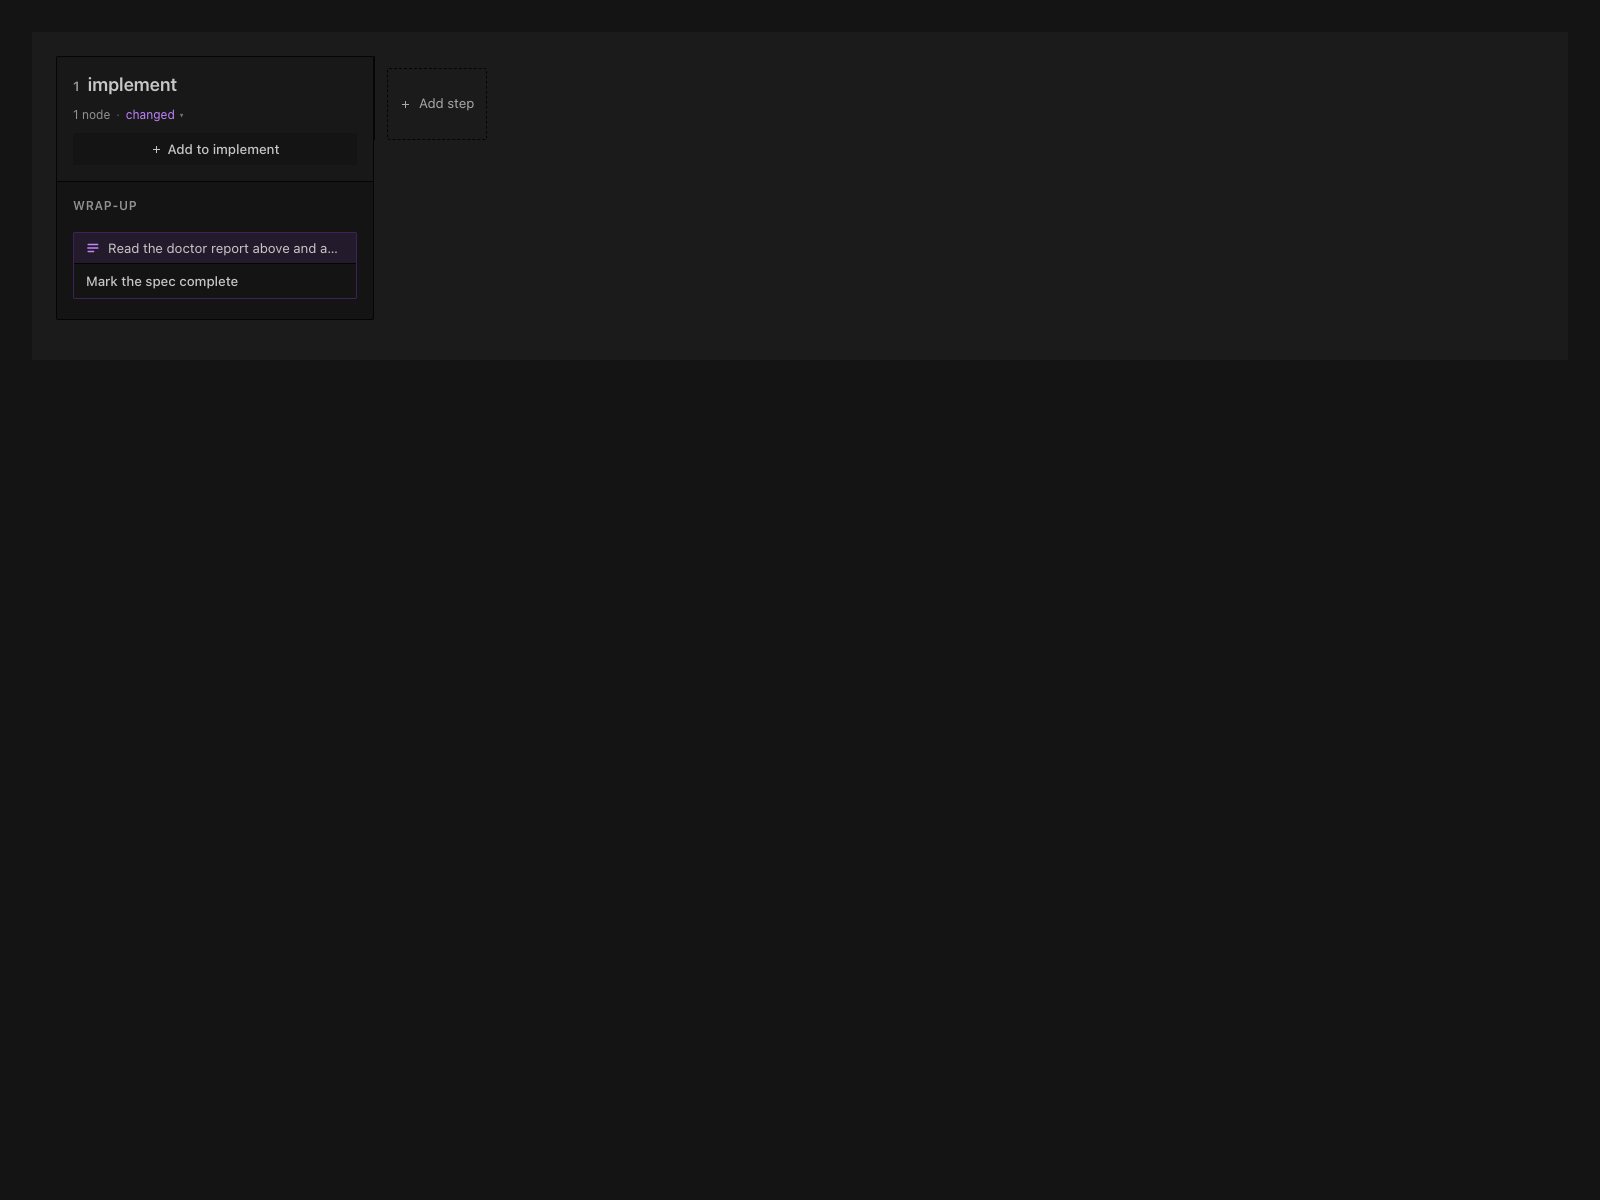 1 implement
1 node · changed
+ Add to implement
+ Add step
WRAP-UP
Read the doctor report above and a...
Mark the spec complete